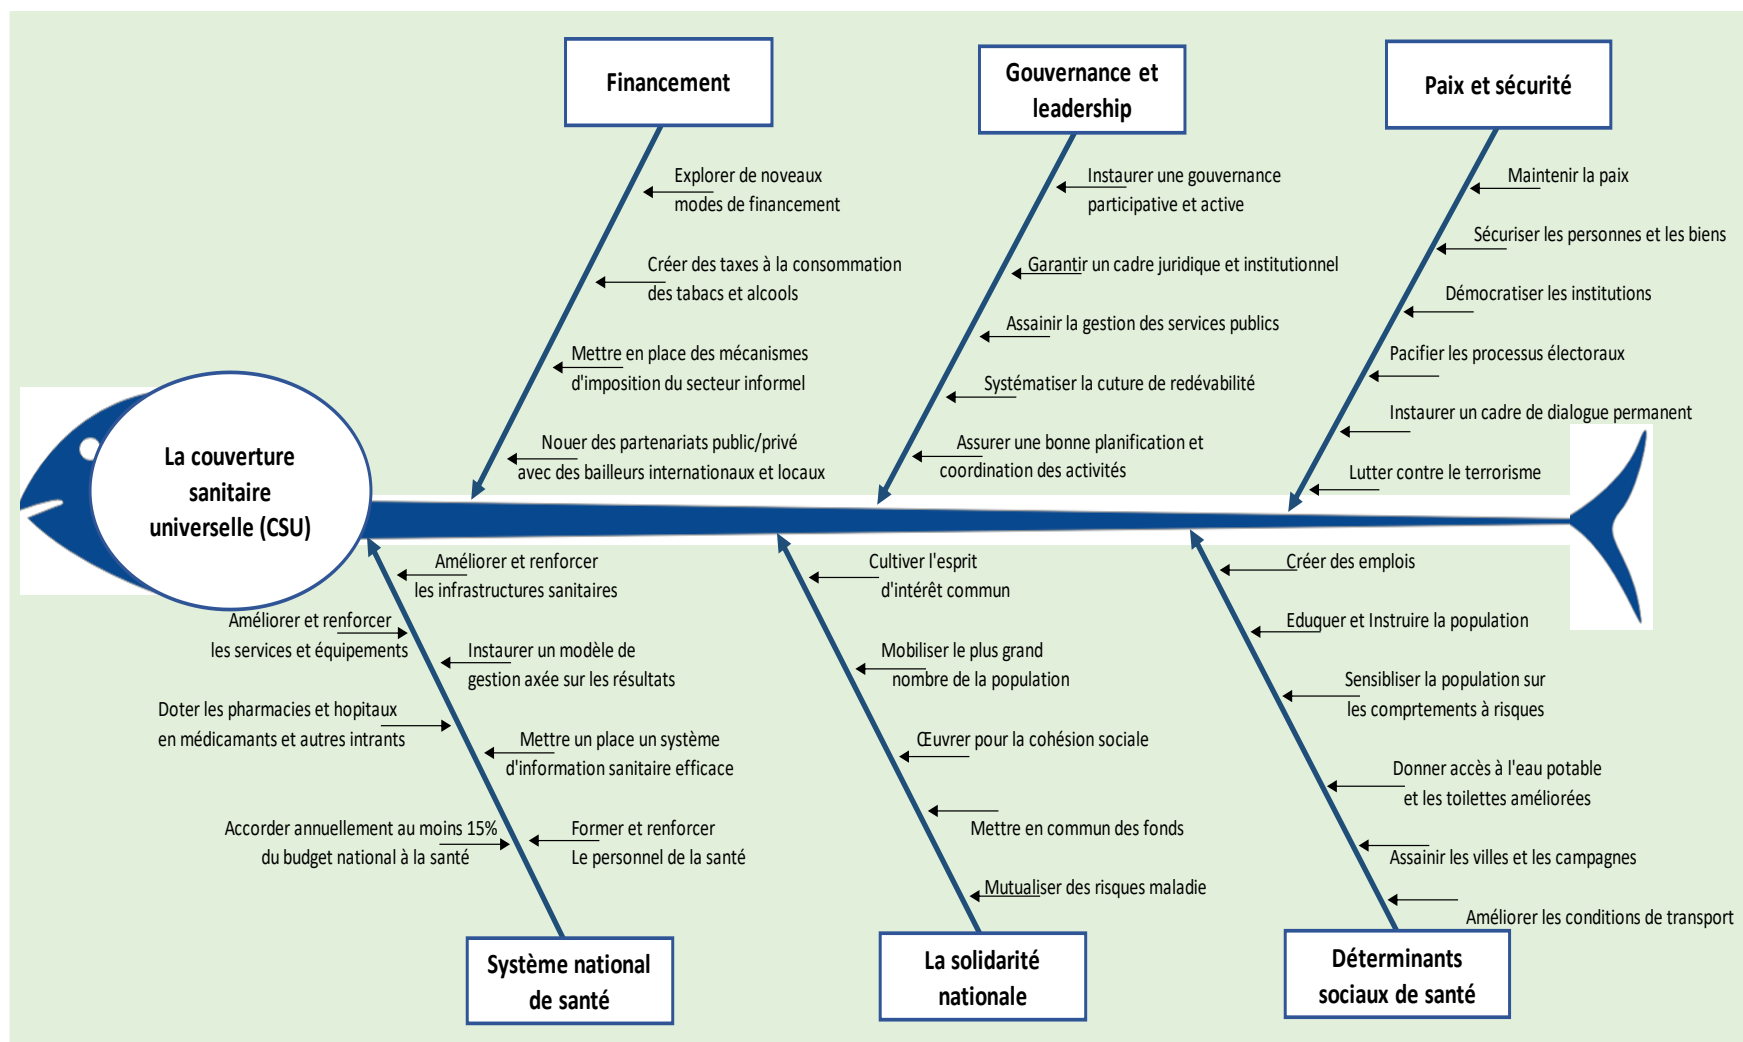 Financement
Explorer de noveaux
modes de financement
Créer des taxes à la consommation
des tabacs et alcools
Mettre en place des mécanismes
d'imposition du secteur informel
Nouer des partenariats public/privé
avec des bailleurs internationaux et locaux
Gouvernance et
leadership
Instaurer une gouvernance
participative et active
Garantir un cadre juridique et institutionnel
Assainir la gestion des services publics
Systématiser la cuture de redévabilité
Assurer une bonne planification et
coordination des activités
Paix et sécurité
Maintenir la paix
Sécuriser les personnes et les biens
Démocratiser les institutions
Pacifier les processus électoraux
Instaurer un cadre de dialogue permanent
Lutter contre le terrorisme
La couverture
sanitaire
universelle (CSU)
Améliorer et renforcer
les infrastructures sanitaires
Améliorer et renforcer
les services et équipements
Instaurer un modèle de
gestion axée sur les résultats
Doter les pharmacies et hopitaux
en médicamants et autres intrants
Mettre un place un système
d'information sanitaire efficace
Accorder annuellement au moins 15%
du budget national à la santé
Former et renforcer
Le personnel de la santé
Système national
de santé
Cultiver l'esprit
d'intérêt commun
Mobiliser le plus grand
nombre de la population
Œuvrer pour la cohésion sociale
Mettre en commun des fonds
Mutualiser des risques maladie
La solidarité
nationale
Créer des emplois
Eduquer et Instruire la population
Sensibliser la population sur
les comprtements à risques
Donner accès à l'eau potable
et les toilettes améliorées
Assainir les villes et les campagnes
Améliorer les conditions de transport
Déterminants
sociaux de santé